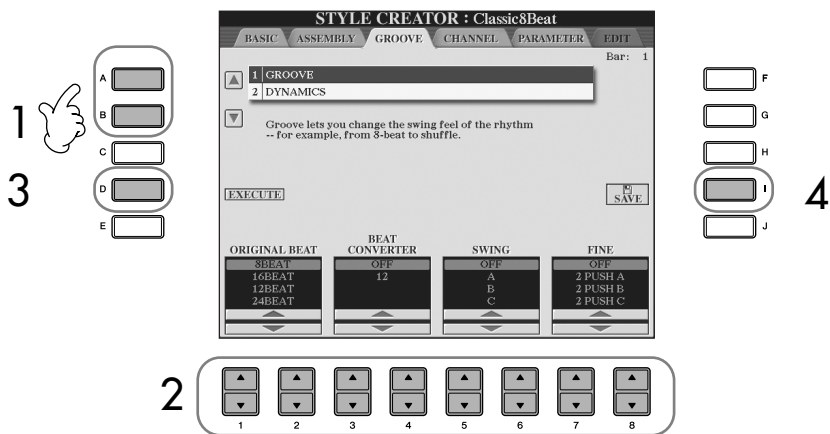 STYLE CREATOR : Classic8Beat
BASIC ASSEMBLY GROOVE CHANNEL PARAMETER EDIT
Bar: 1
1 GROOVE
2 DYNAMICS
Groove lets you change the swing feel of the rhythm
-- for example, from 8-beat to shuffle.
EXECUTE
SAVE
ORIGINAL BEAT
8BEAT
16BEAT
12BEAT
24BEAT
BEAT
CONVERTER
OFF
12
SWING
OFF
A
B
C
FINE
OFF
2 PUSH A
2 PUSH B
2 PUSH C
A
B
C
D
E
F
G
H
I
J
1
3
4
2
1 2 3 4 5 6 7 8